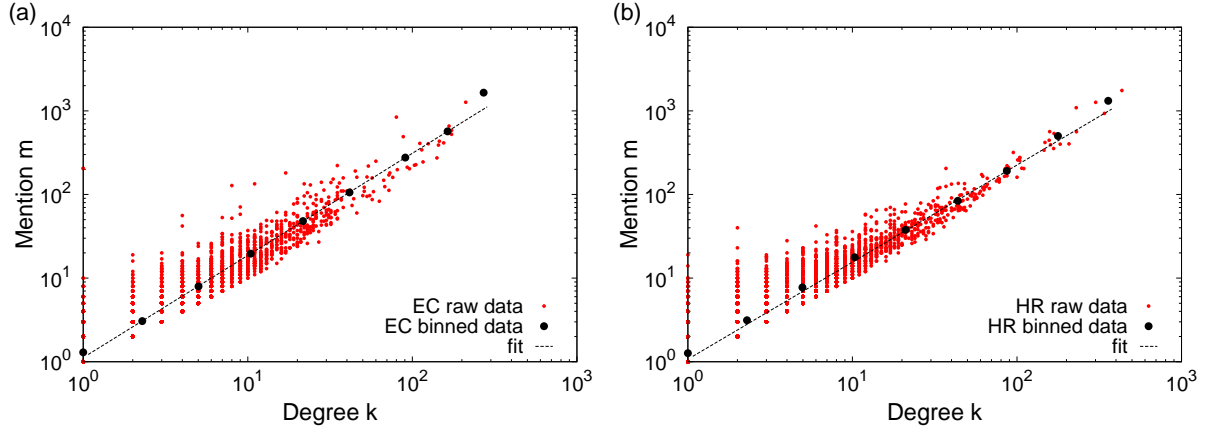 (a)
10^4
10^3
10^2
10^1
10^0
Mention m
EC raw data
EC binned data
fit
10^0 10^1 10^2 10^3
Degree k
(b)
10^4
10^3
10^2
10^1
10^0
Mention m
HR raw data
HR binned data
fit
10^0 10^1 10^2 10^3
Degree k